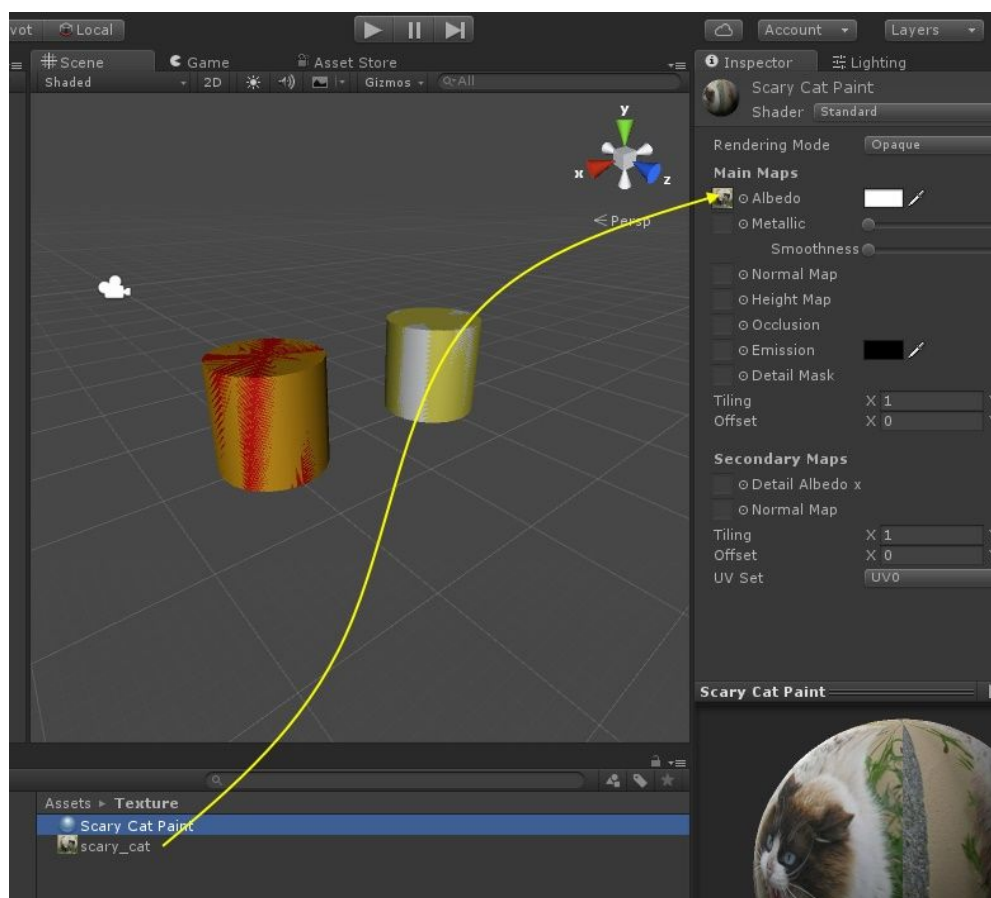 vot Local Account Layers
Scene Game Asset Store Inspector Lighting
Shaded 2D Gizmos All
Scary Cat Paint
Shader Standard
y
x
z
Persp
Rendering Mode Opaque
Main Maps
Albedo
Metallic
Smoothness
Normal Map
Height Map
Occlusion
Emission
Detail Mask
Tiling X 1
Offset X 0
Secondary Maps
Detail Albedo x
Normal Map
Tiling X 1
Offset X 0
UV Set UV0
Scary Cat Paint
Assets ▸ Texture
Scary Cat Paint
scary_cat